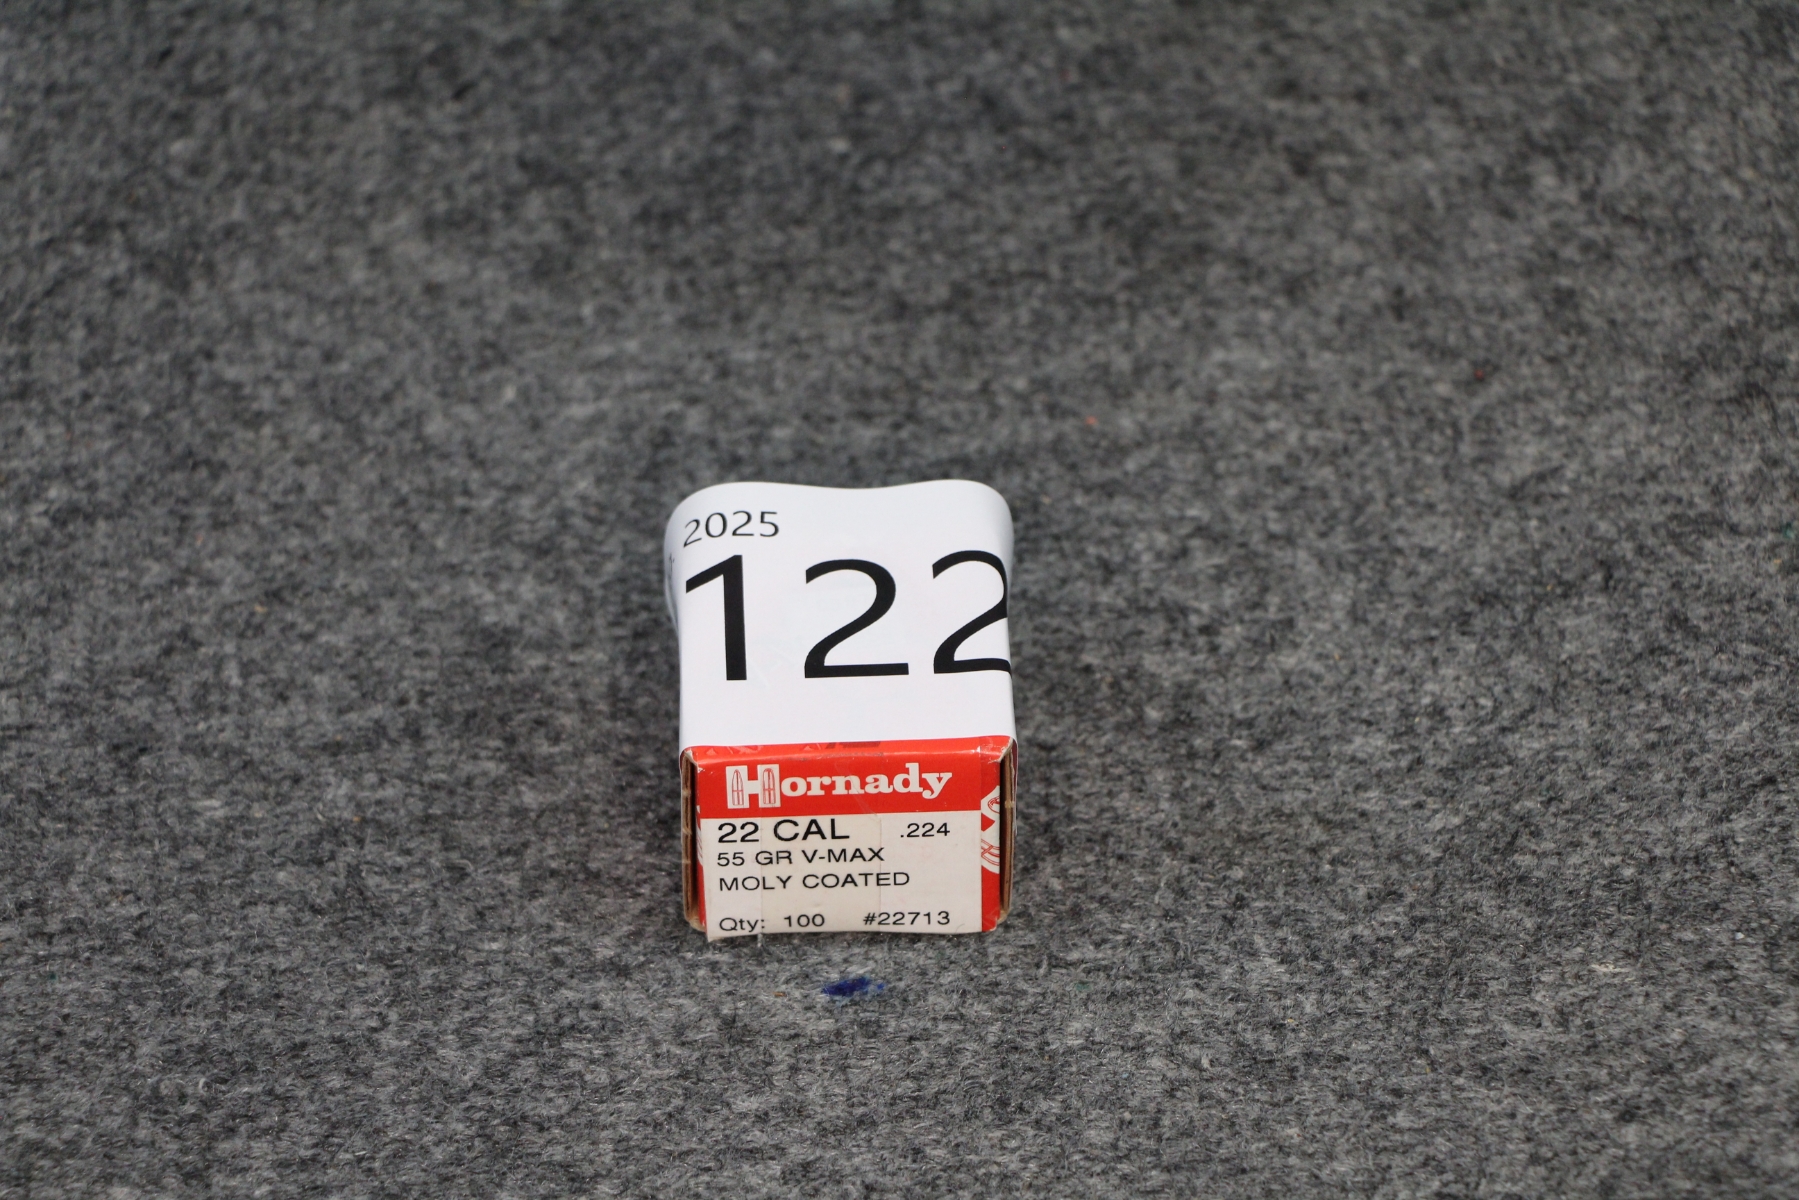 2025
122
Hornady
22 CAL .224
55 GR V-MAX
MOLY COATED
Qty: 100 #22713